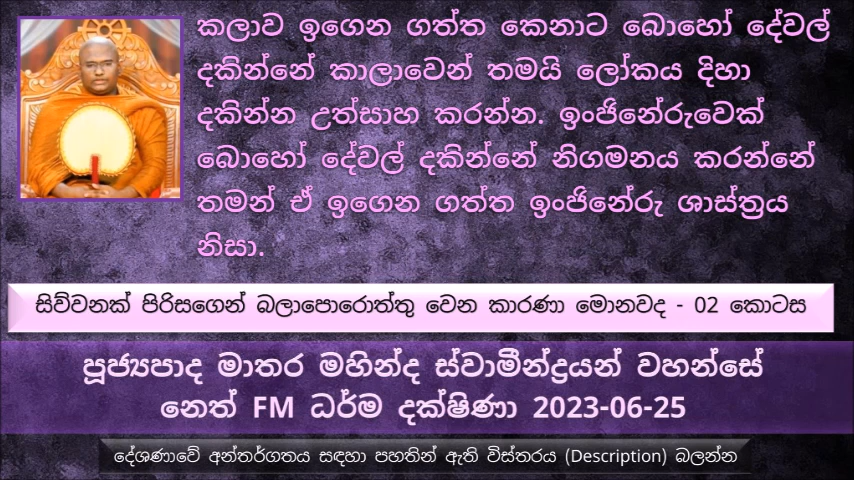 කලාව ඉගෙන ගත්ත කෙනාට බොහෝ දේවල්
දකින්නේ කාලාවෙන් තමයි ලෝකය දිහා
දකින්න උත්සාහ කරන්න. ඉංජිනේරුවෙක්
බොහෝ දේවල් දකින්නේ නිගමනය කරන්නේ
තමන් ඒ ඉගෙන ගත්ත ඉංජිනේරු ශාස්ත්‍රය
නිසා.
සිව්වනක් පිරිසගෙන් බලාපොරොත්තු වෙන කාරණා මොනවද - 02 කොටස
පූජ්‍යපාද මාතර මහින්ද ස්වාමීන්ද්‍රයන් වහන්සේ
නෙත් FM ධර්ම දක්ෂිණා 2023-06-25
දේශණාවේ අන්තර්ගතය සඳහා පහතින් ඇති විස්තරය (Description) බලන්න